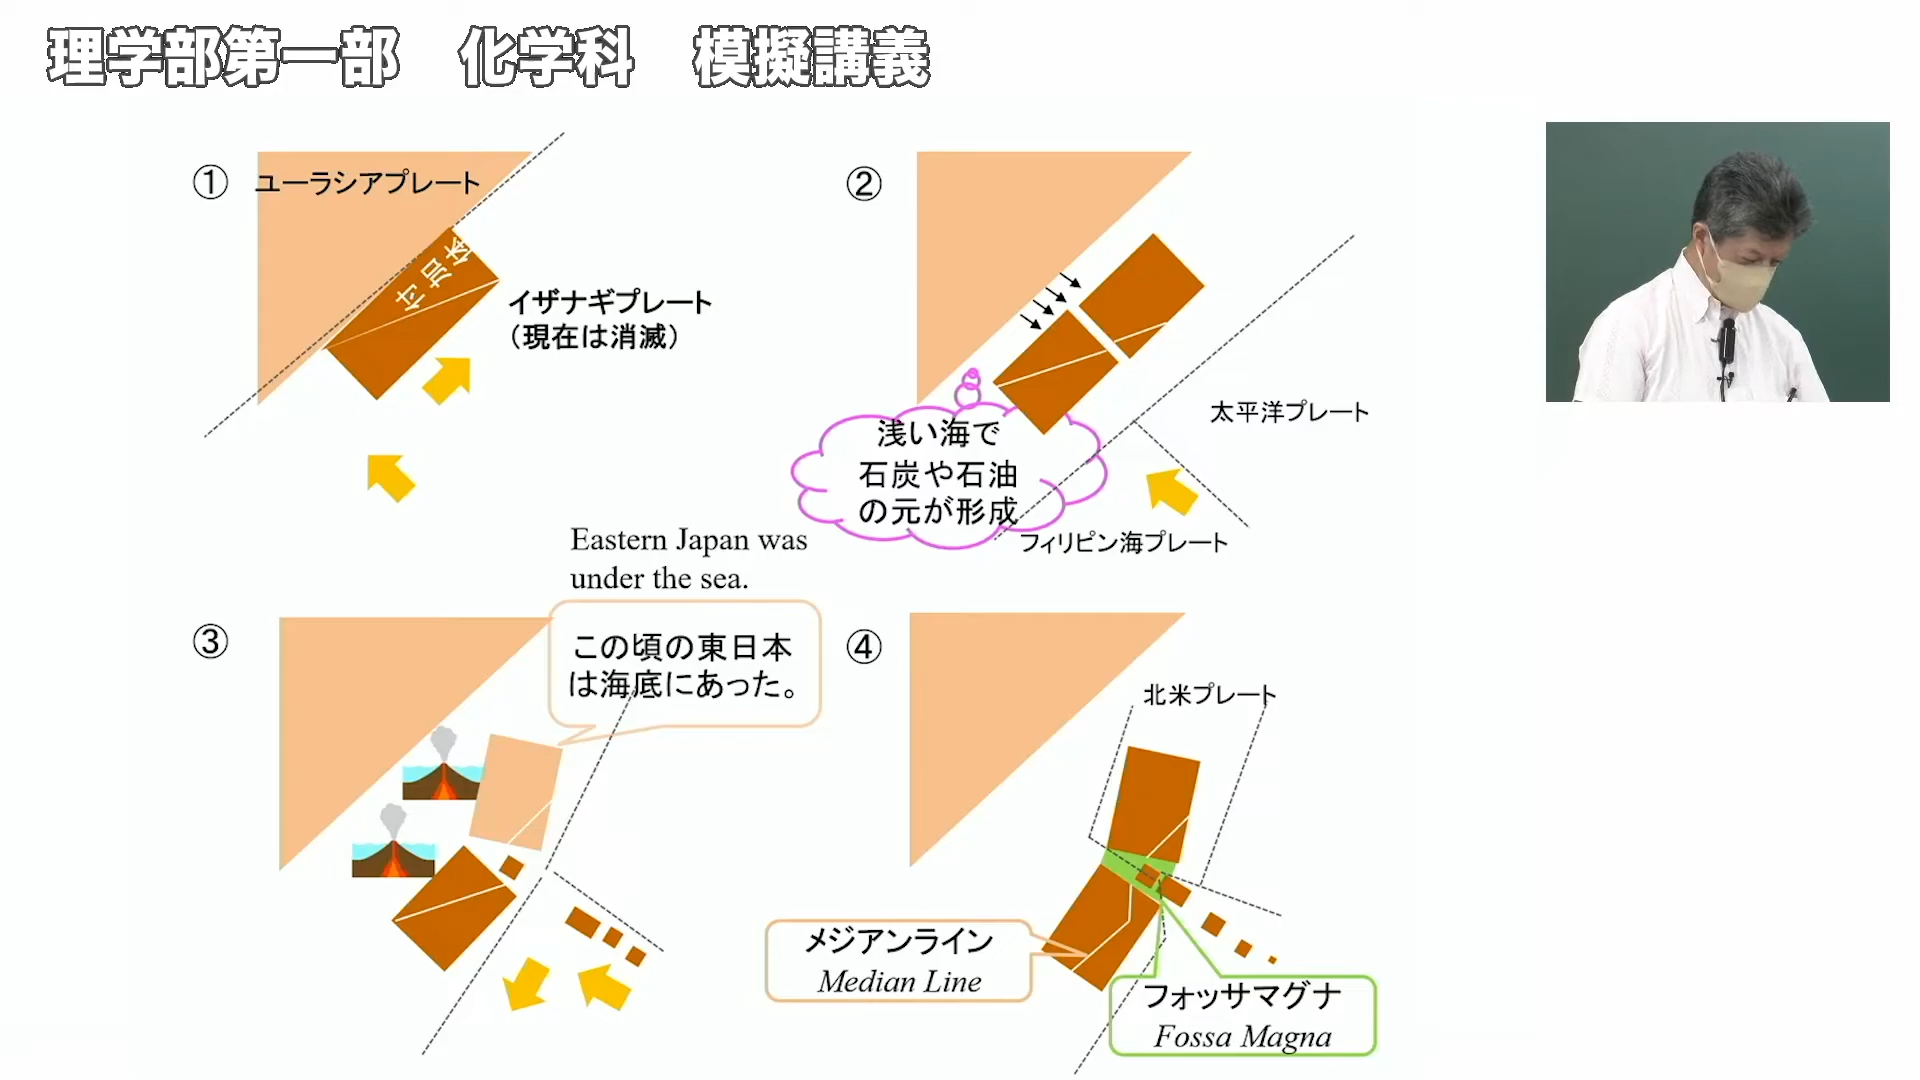 理学部第一部　化学科　模擬講義
①
ユーラシアプレート
付加体
イザナギプレート
（現在は消滅）
②
太平洋プレート
浅い海で
石炭や石油
の元が形成
フィリピン海プレート
Eastern Japan was
under the sea.
③
この頃の東日本
は海底にあった。
④
北米プレート
メジアンライン
Median Line
フォッサマグナ
Fossa Magna